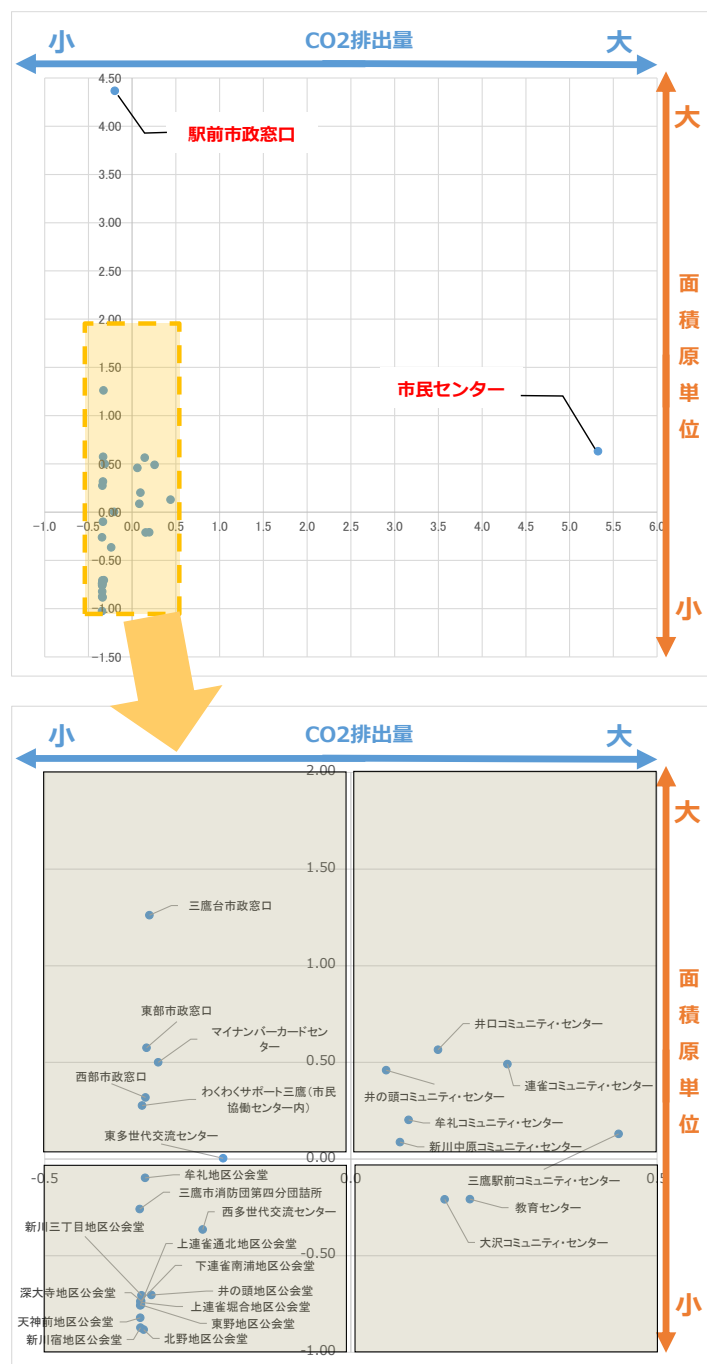 小
CO2排出量
大
4.50
4.00
3.50
3.00
2.50
2.00
1.50
1.00
0.50
0.00
-0.50
-1.00
-1.50
-1.0
-0.5
0.0
0.5
1.0
1.5
2.0
2.5
3.0
3.5
4.0
4.5
5.0
5.5
6.0
駅前市政窓口
市民センター
大
面積原単位
小
小
CO2排出量
大
2.00
1.50
1.00
0.50
0.00
-0.50
-1.00
-0.5
0.0
0.5
三鷹台市政窓口
東部市政窓口
マイナンバーカードセン
ター
西部市政窓口
わくわくサポート三鷹(市民
協働センター内)
東多世代交流センター
井口コミュニティ・センター
井の頭コミュニティ・センター
連雀コミュニティ・センター
牟礼コミュニティ・センター
新川中原コミュニティ・センター
三鷹駅前コミュニティ・センター
教育センター
大沢コミュニティ・センター
牟礼地区公会堂
三鷹市消防団第四分団詰所
西多世代交流センター
新川三丁目地区公会堂
上連雀通北地区公会堂
下連雀南浦地区公会堂
深大寺地区公会堂
井の頭地区公会堂
上連雀堀合地区公会堂
天神前地区公会堂
東野地区公会堂
新川宿地区公会堂
北野地区公会堂
大
面積原単位
小